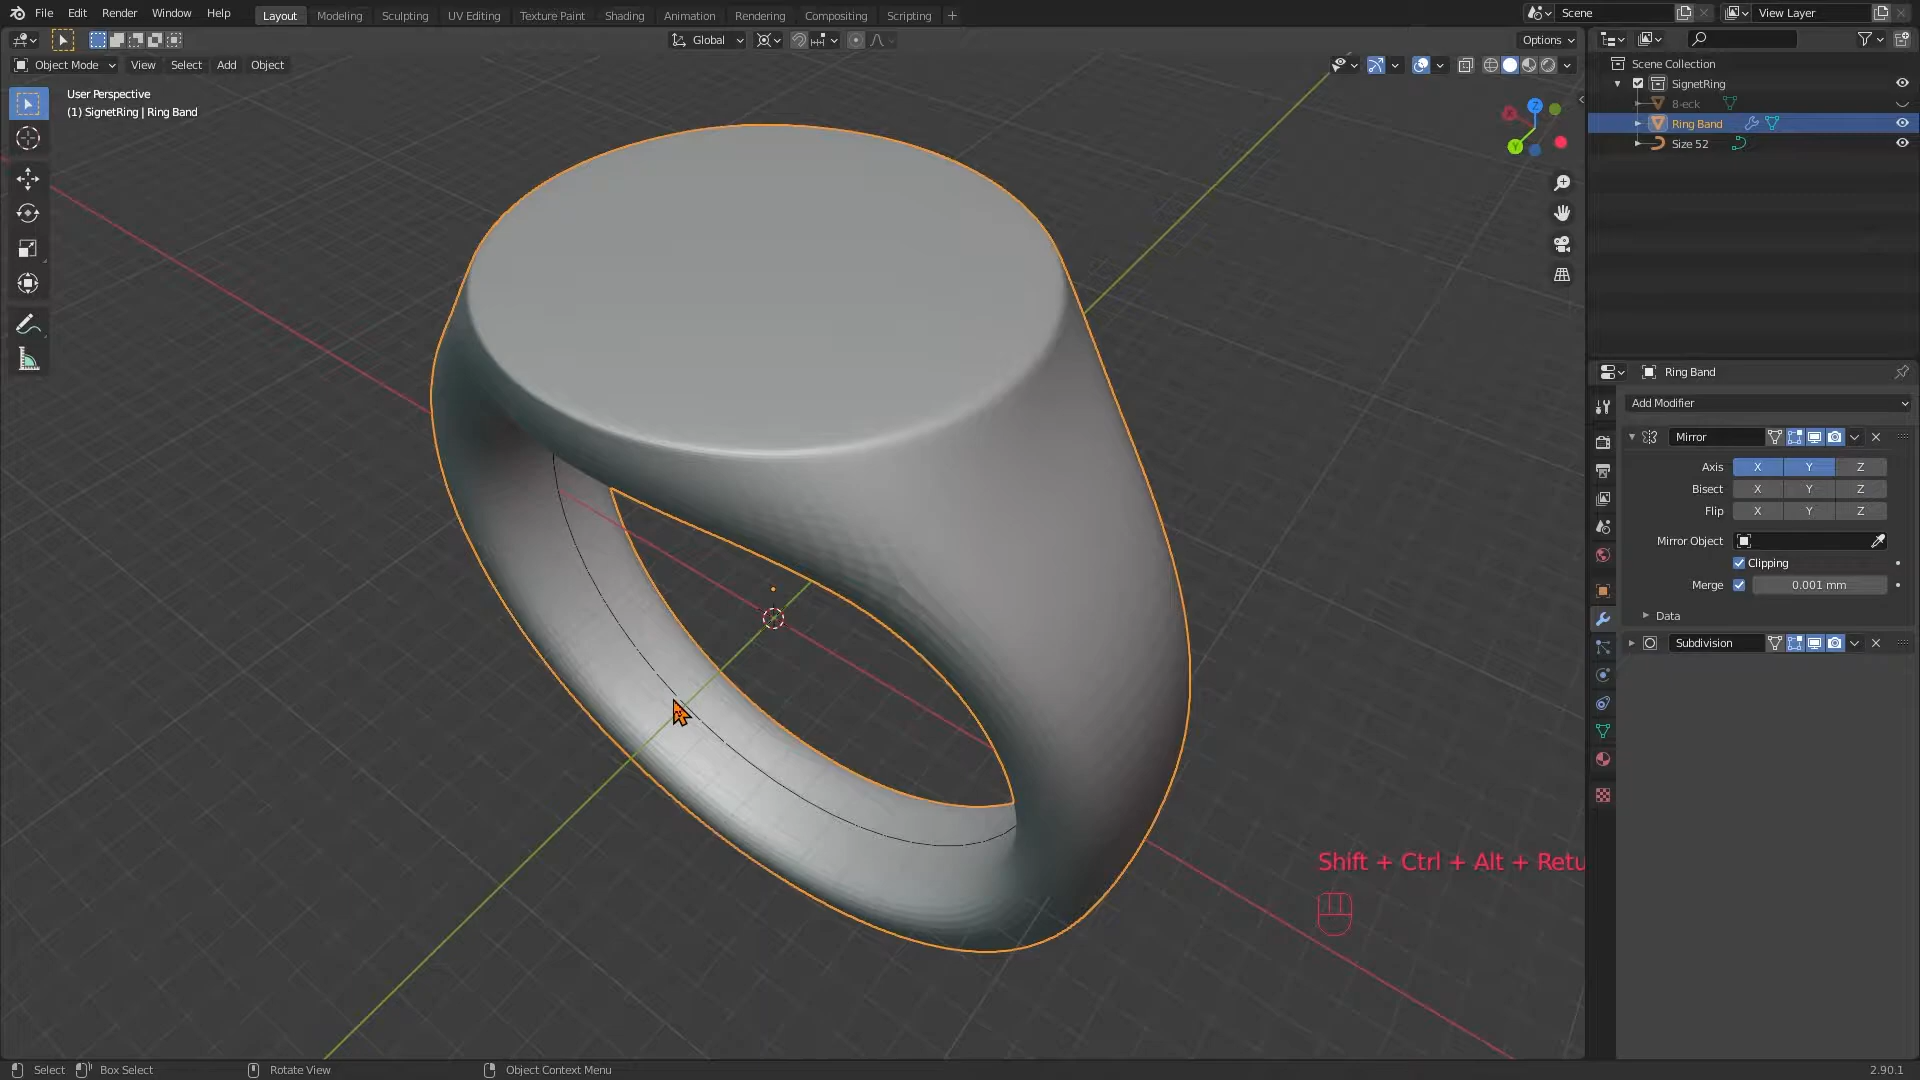 File Edit Render Window Help Layout Modeling Sculpting UV Editing Texture Paint Shading Animation Rendering Compositing Scripting + Scene View Layer
Global Options
Object Mode View Select Add Object
User Perspective
(1) SignetRing | Ring Band
Z
X
Y
Scene Collection
SignetRing
8-eck
Ring Band
Size 52
Ring Band
Add Modifier
Mirror
Axis X Y Z
Bisect X Y Z
Flip X Y Z
Mirror Object
Clipping
Merge 0.001 mm
Data
Subdivision
Shift + Ctrl + Alt + Retu
Select Box Select Rotate View Object Context Menu 2.90.1